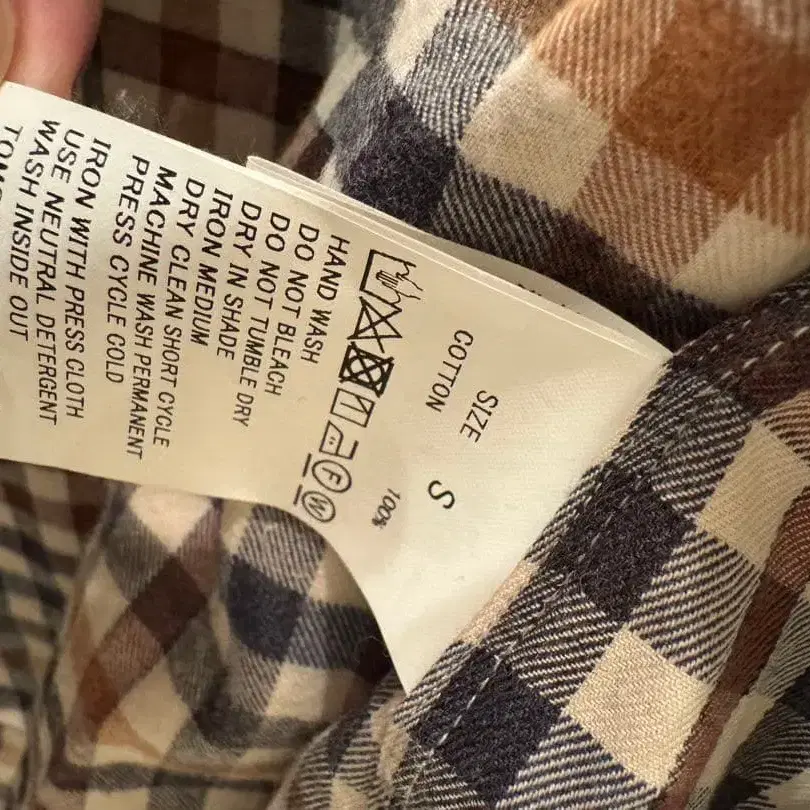 SIZE S
COTTON 100%
F W
HAND WASH
DO NOT BLEACH
DO NOT TUMBLE DRY
DRY IN SHADE
IRON MEDIUM
DRY CLEAN SHORT CYCLE
MACHINE WASH PERMANENT
PRESS CYCLE COLD
IRON WITH PRESS CLOTH
USE NEUTRAL DETERGENT
WASH INSIDE OUT